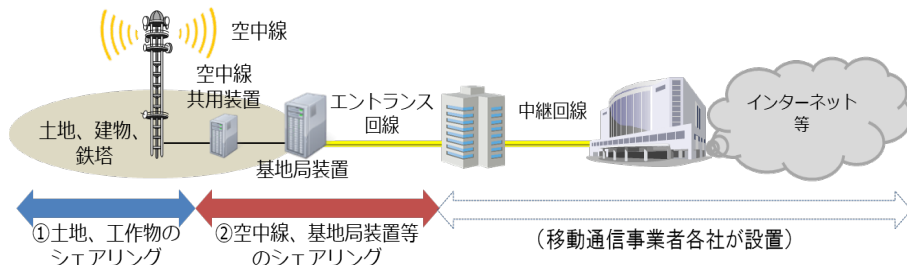 空中線
空中線
共用装置
土地、建物、
鉄塔
基地局装置
エントランス
回線
中継回線
インターネット
等
①土地、工作物の
シェアリング
②空中線、基地局装置等
のシェアリング
（移動通信事業者各社が設置）